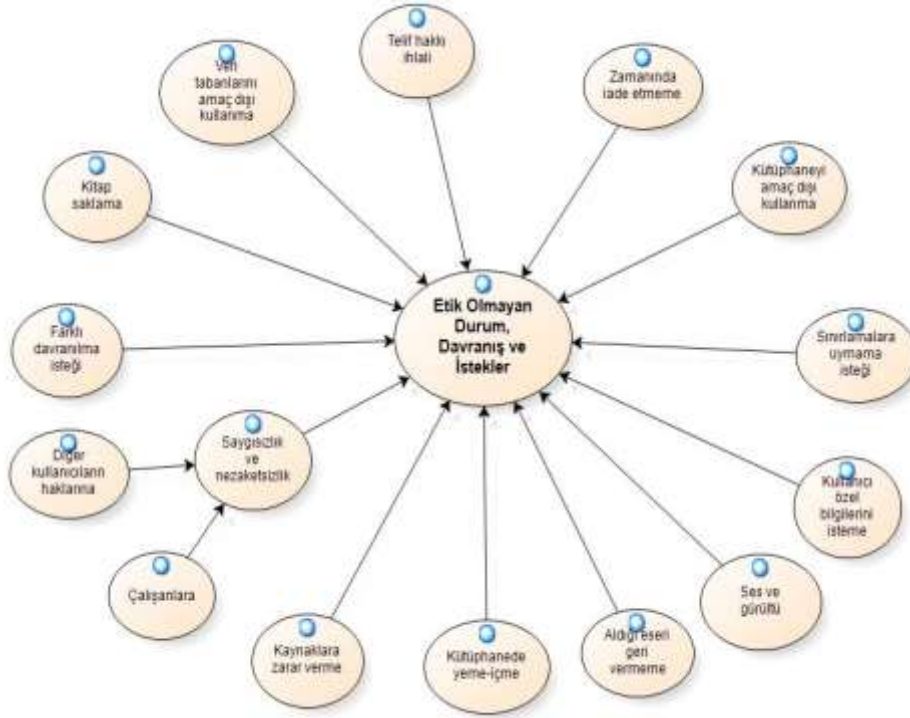 Telif hakkı
ihlali
Veri
tabanlarını
amaç dışı
kullanma
Zamanında
iade etmeme
Kitap
saklama
Kütüphaneyi
amaç dışı
kullanma
Etik Olmayan
Durum,
Davranış ve
İstekler
Farklı
davranılma
isteği
Sınırlamalara
uymama
isteği
Diğer
kullanıcıların
haklarına
Saygısızlık
ve
nezaketsizlik
Kullanıcı
özel
bilgilerini
isteme
Çalışanlara
Ses ve
gürültü
Kaynaklara
zarar verme
Kütüphanede
yeme-içme
Aldığı eseri
geri
vermeme